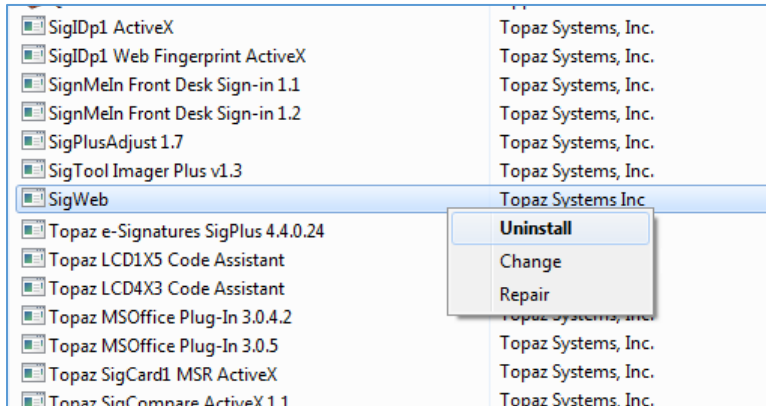 SigIDp1 ActiveX Topaz Systems, Inc.
SigIDp1 Web Fingerprint ActiveX Topaz Systems, Inc.
SignMeIn Front Desk Sign-in 1.1 Topaz Systems, Inc.
SignMeIn Front Desk Sign-in 1.2 Topaz Systems, Inc.
SigPlusAdjust 1.7 Topaz Systems, Inc.
SigTool Imager Plus v1.3 Topaz Systems, Inc.
SigWeb Topaz Systems Inc
Topaz e-Signatures SigPlus 4.4.0.24 Uninstall
Topaz LCD1X5 Code Assistant Change
Topaz LCD4X3 Code Assistant Repair
Topaz MSOffice Plug-In 3.0.4.2 Topaz Systems, Inc.
Topaz MSOffice Plug-In 3.0.5 Topaz Systems, Inc.
Topaz SigCard1 MSR ActiveX Topaz Systems, Inc.
Topaz SigCompare ActiveX 1.1 Topaz Systems, Inc.